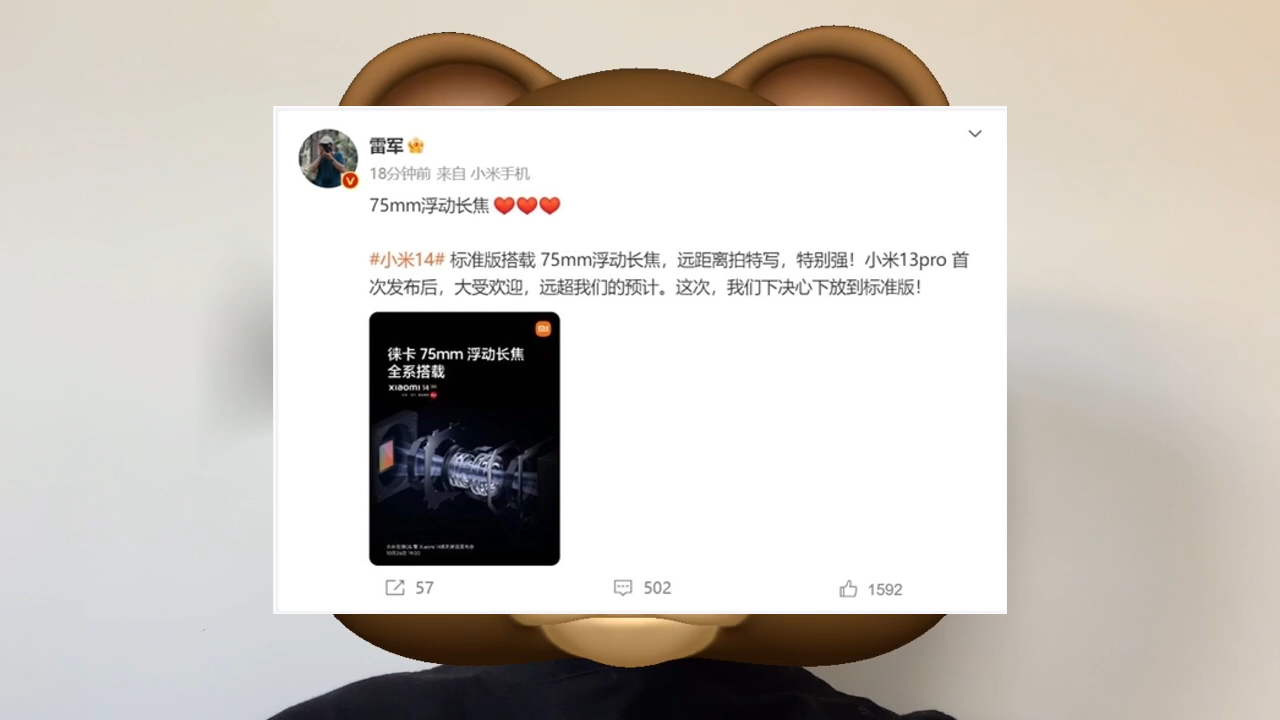 雷军
18分钟前 来自 小米手机
75mm浮动长焦
#小米14# 标准版搭载 75mm浮动长焦，远距离拍特写，特别强！小米13pro 首
次发布后，大受欢迎，远超我们的预计。这次，我们下决心下放到标准版！
徕卡 75mm 浮动长焦
全系搭载
xiaomi 14
57
502
1592